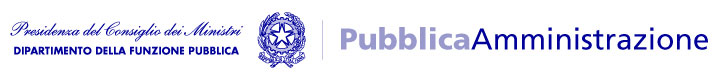 Presidenza del Consiglio dei Ministri
DIPARTIMENTO DELLA FUNZIONE PUBBLICA
PubblicaAmministrazione